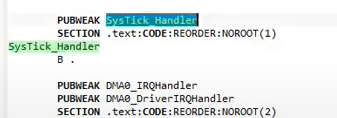 PUBWEAK SysTick_Handler
SECTION .text:CODE:REORDER:NOROOT(1)
SysTick_Handler
B .
PUBWEAK DMA0_IRQHandler
PUBWEAK DMA0_DriverIRQHandler
SECTION .text:CODE:REORDER:NOROOT(2)